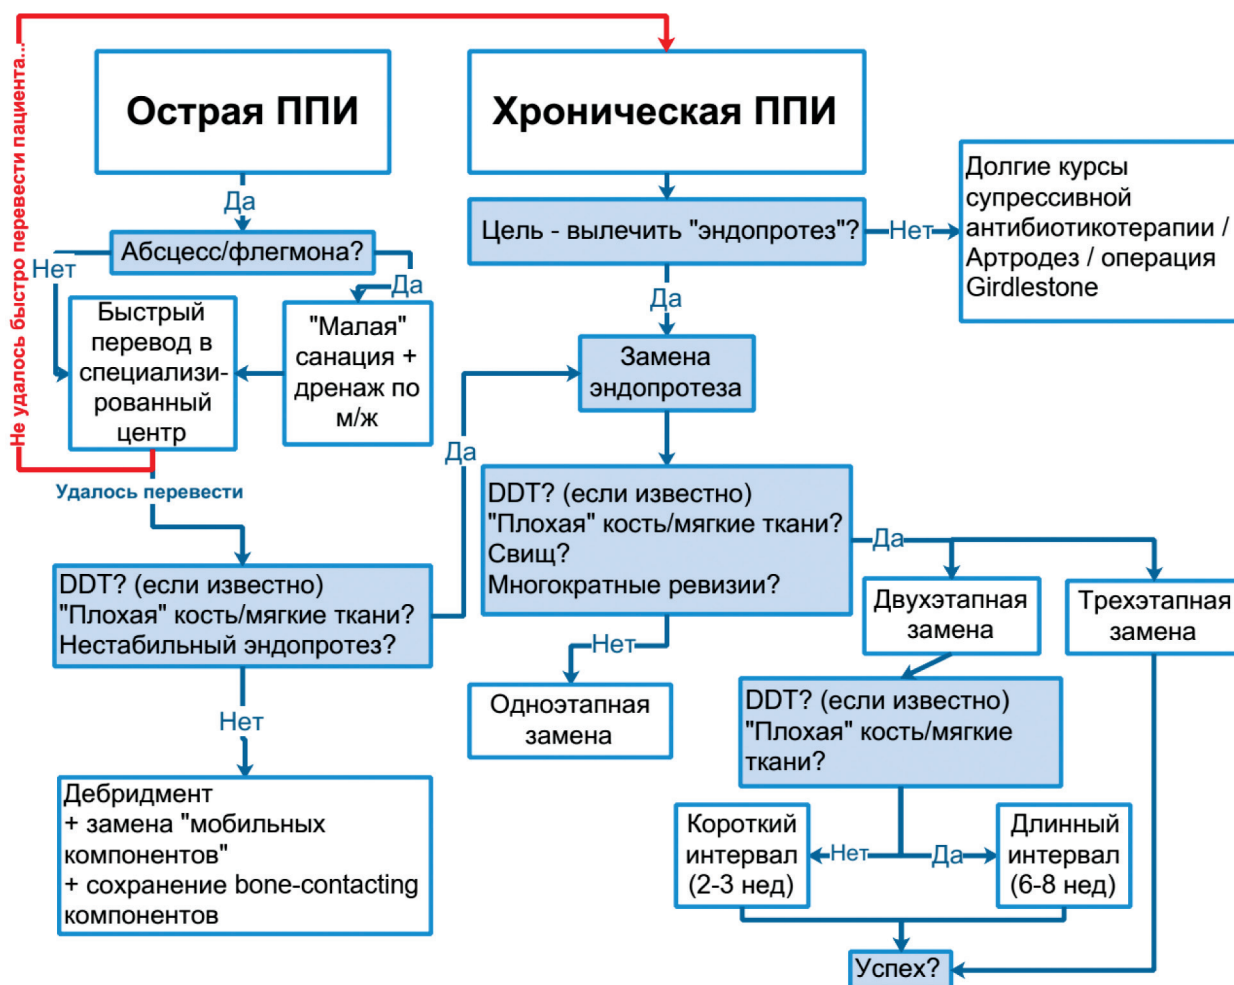 Не удалось быстро перевести пациента...
Острая ППИ
Хроническая ППИ
Да
Да
Абсцесс/флегмона?
Цель - вылечить "эндопротез"?
Нет
Долгие курсы
супрессивной
антибиотикотерапии /
Артродез / операция
Girdlestone
Нет
Да
Да
Быстрый
перевод в
специализи-
рованный
центр
"Малая"
санация +
дренаж по
м/ж
Замена
эндопротеза
Да
Удалось перевести
DDT? (если известно)
"Плохая" кость/мягкие ткани?
Свищ?
Многократные ревизии?
Да
DDT? (если известно)
"Плохая" кость/мягкие ткани?
Нестабильный эндопротез?
Двухэтапная
замена
Трехэтапная
замена
Нет
Нет
Одноэтапная
замена
DDT? (если известно)
"Плохая" кость/мягкие
ткани?
Дебридмент
+ замена "мобильных
компонентов"
+ сохранение bone-contacting
компонентов
Короткий
интервал
(2-3 нед)
Нет
Да
Длинный
интервал
(6-8 нед)
Успех?